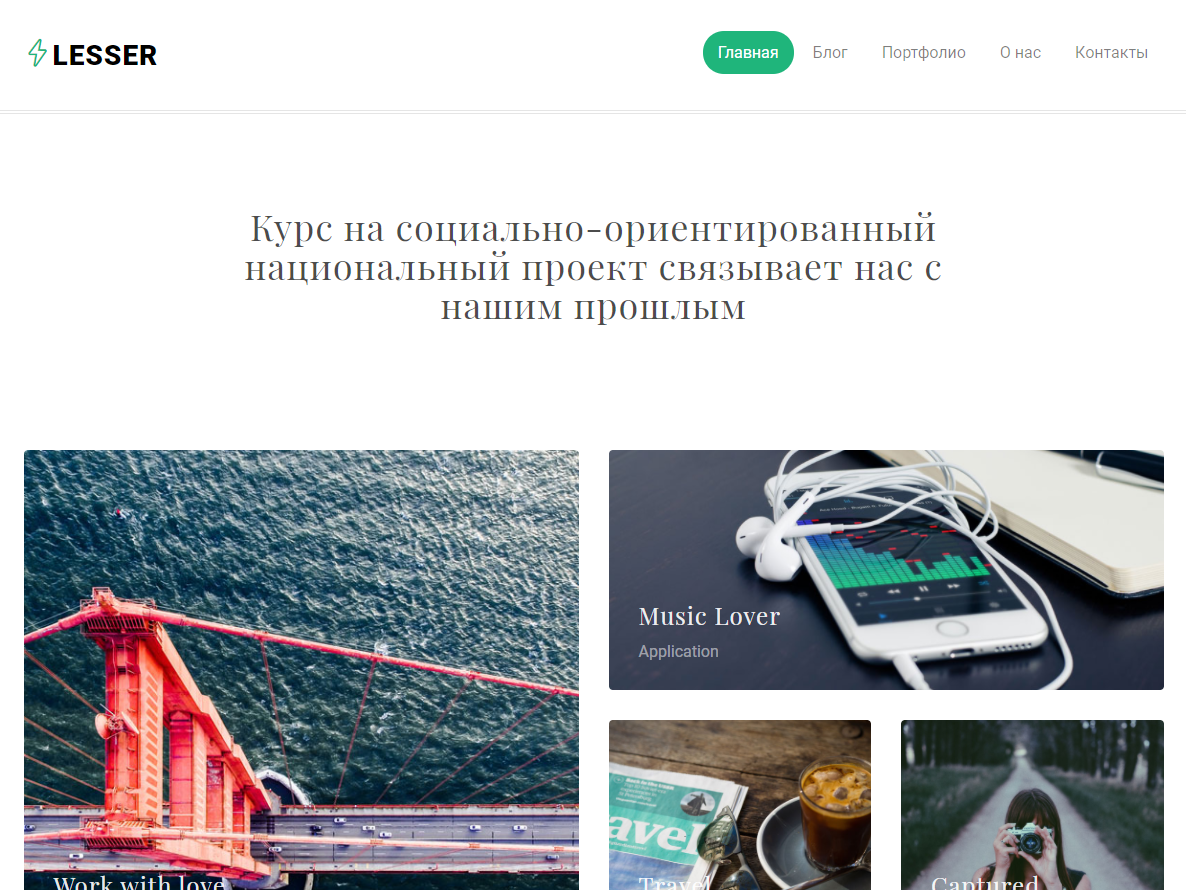 LESSER
Главная
Блог
Портфолио
О нас
Контакты
Курс на социально-ориентированный
национальный проект связывает нас с
нашим прошлым
Music Lover
Application
avel
Work with love
Travel
Captured